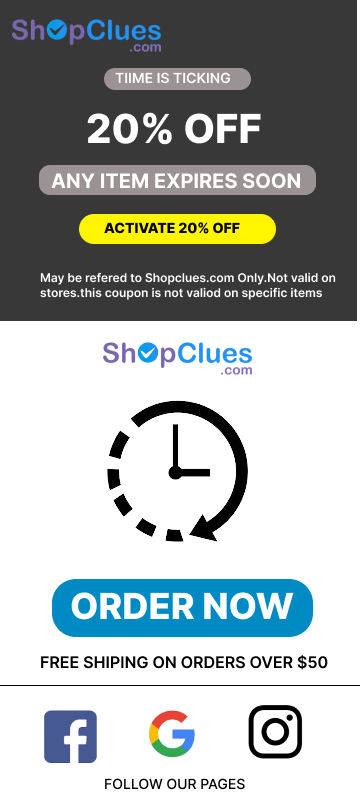 ShopClues
.com
TIIME IS TICKING
20% OFF
ANY ITEM EXPIRES SOON
ACTIVATE 20% OFF
May be refered to Shopclues.com Only.Not valid on
stores.this coupon is not valiod on specific items
ShopClues
.com
ORDER NOW
FREE SHIPING ON ORDERS OVER $50
FOLLOW OUR PAGES